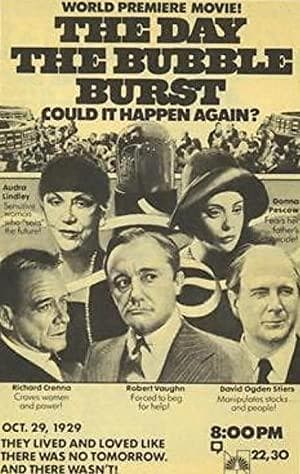 WORLD PREMIERE MOVIE!
THE DAY
THE BUBBLE
BURST
COULD IT HAPPEN AGAIN?
Audra
Lindley
Sensitive
woman
who "sees"
the future!
Donna
Pescow
Fears her
father's
suicide!
Richard Crenna
Craves women
and power!
Robert Vaughn
Forced to beg
for help!
David Ogden Stiers
Manipulates stocks
and people!
OCT. 29, 1929
THEY LIVED AND LOVED LIKE
THERE WAS NO TOMORROW.
AND THERE WASN'T!
8:00PM
22,30